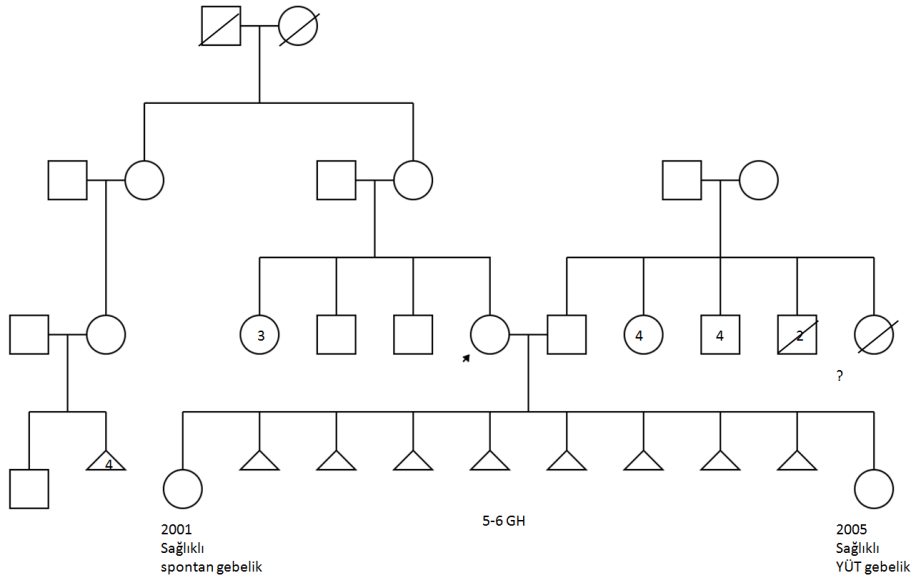 3
4
4
2
?
4
5-6 GH
2001
Sağlıklı
spontan gebelik
2005
Sağlıklı
YÜT gebelik